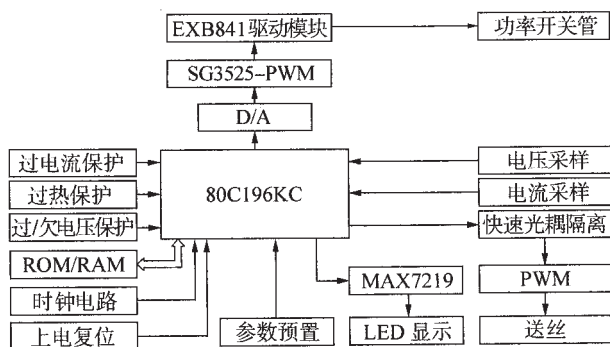 EXB841驱动模块
功率开关管
SG3525-PWM
D/A
过电流保护
过热保护
过/欠电压保护
ROM/RAM
时钟电路
上电复位
80C196KC
电压采样
电流采样
快速光耦隔离
MAX7219
PWM
参数预置
LED 显示
送丝